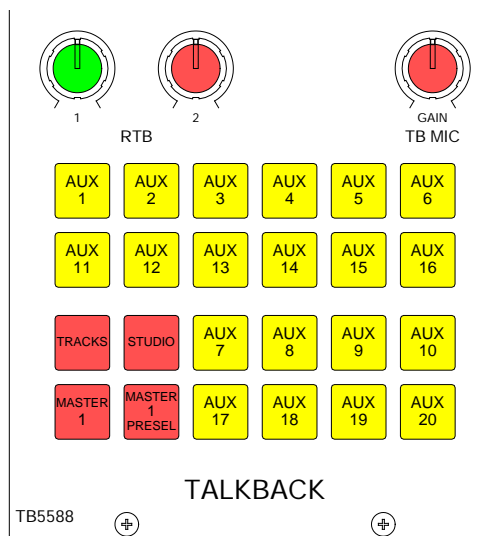 1
2
GAIN
RTB
TB MIC
AUX
1
AUX
2
AUX
3
AUX
4
AUX
5
AUX
6
AUX
11
AUX
12
AUX
13
AUX
14
AUX
15
AUX
16
TRACKS
STUDIO
AUX
7
AUX
8
AUX
9
AUX
10
MASTER
1
MASTER
1
PRESEL
AUX
17
AUX
18
AUX
19
AUX
20
TALKBACK
TB5588